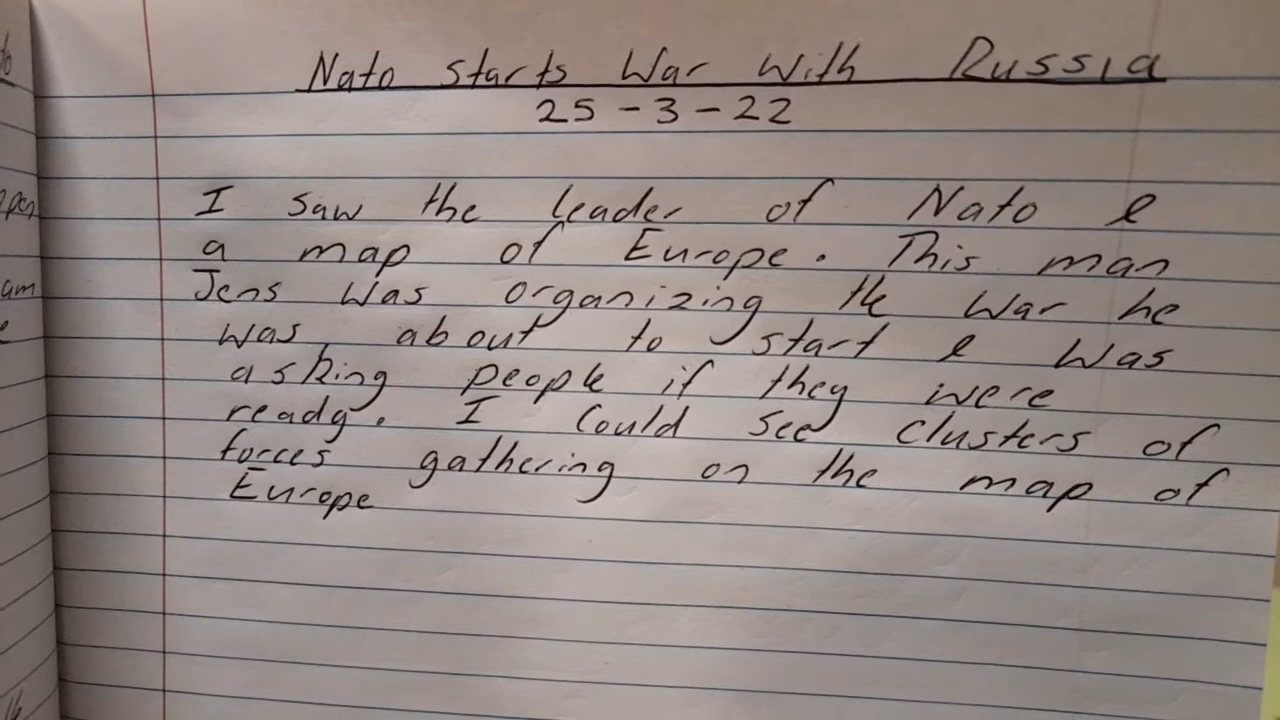 Nato starts War With Russia
25-3-22
I saw the leader of Nato &
a map of Europe. This man
Jens was organizing the war he
was about to start & was
asking people if they were
ready. I could see clusters of
forces gathering on the map of
Europe
am